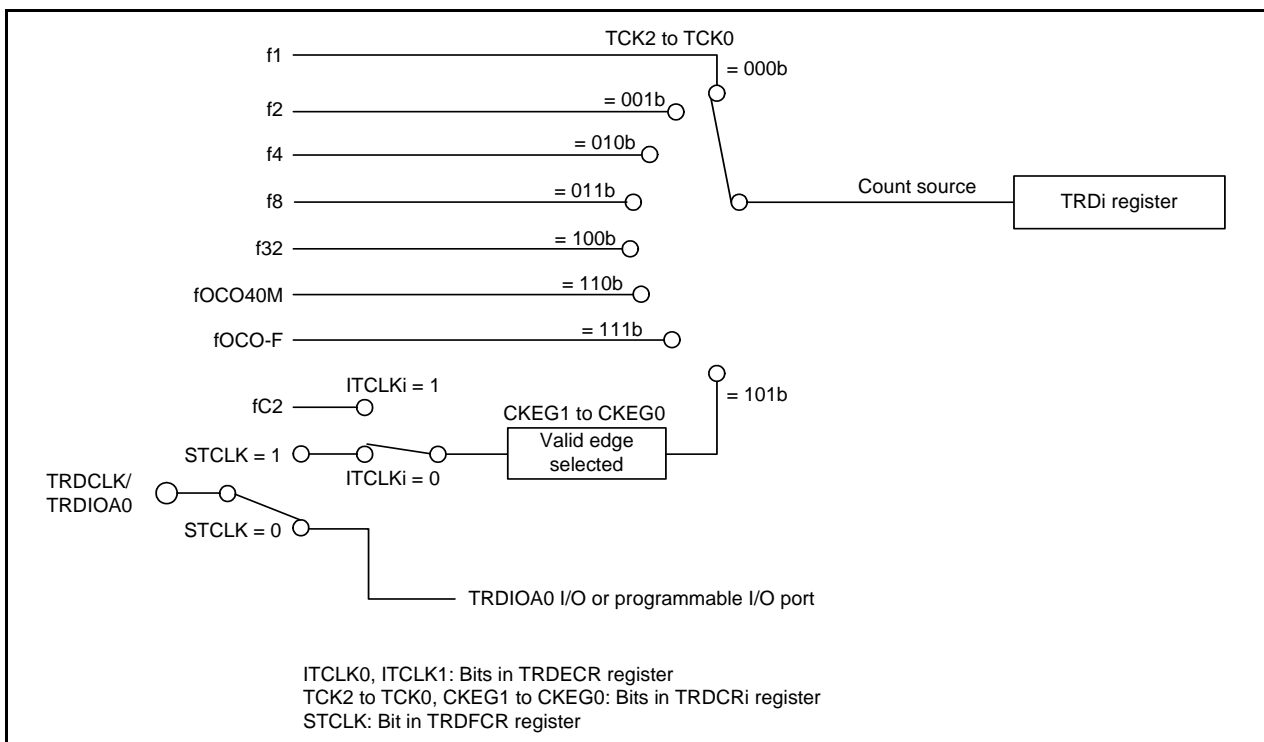 TCK2 to TCK0
f1
= 000b
f2
= 001b
f4
= 010b
f8
= 011b
Count source
TRDi register
f32
= 100b
fOCO40M
= 110b
fOCO-F
= 111b
ITCLKi = 1
fC2
= 101b
CKEG1 to CKEG0
Valid edge
selected
STCLK = 1
ITCLKi = 0
TRDCLK/
TRDIOA0
STCLK = 0
TRDIOA0 I/O or programmable I/O port
ITCLK0, ITCLK1: Bits in TRDECR register
TCK2 to TCK0, CKEG1 to CKEG0: Bits in TRDCRi register
STCLK: Bit in TRDFCR register